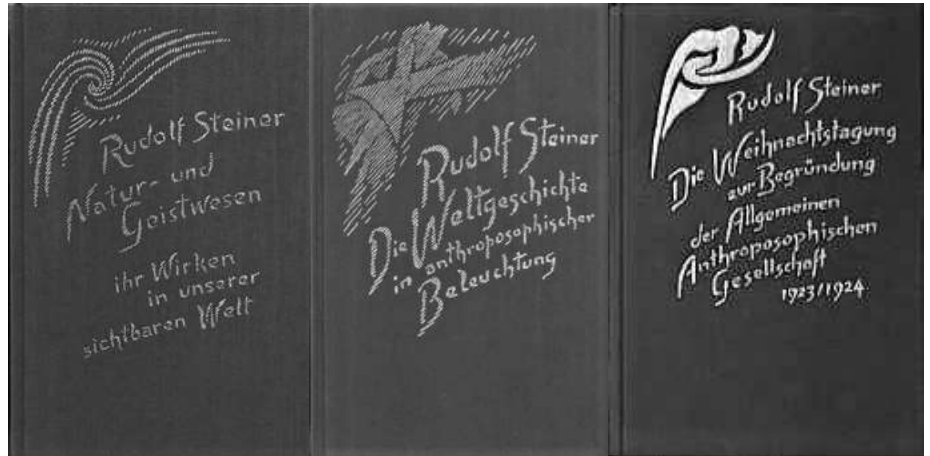 Rudolf Steiner
Natur- und
Geistwesen
ihr Wirken
in unserer
sichtbaren Welt
Rudolf Steiner
Die Weltgeschichte
in anthroposophischer
Beleuchtung
Rudolf Steiner
Die Weihnachtstagung
zur Begründung
der Allgemeinen
Anthroposophischen
Gesellschaft
1923/1924